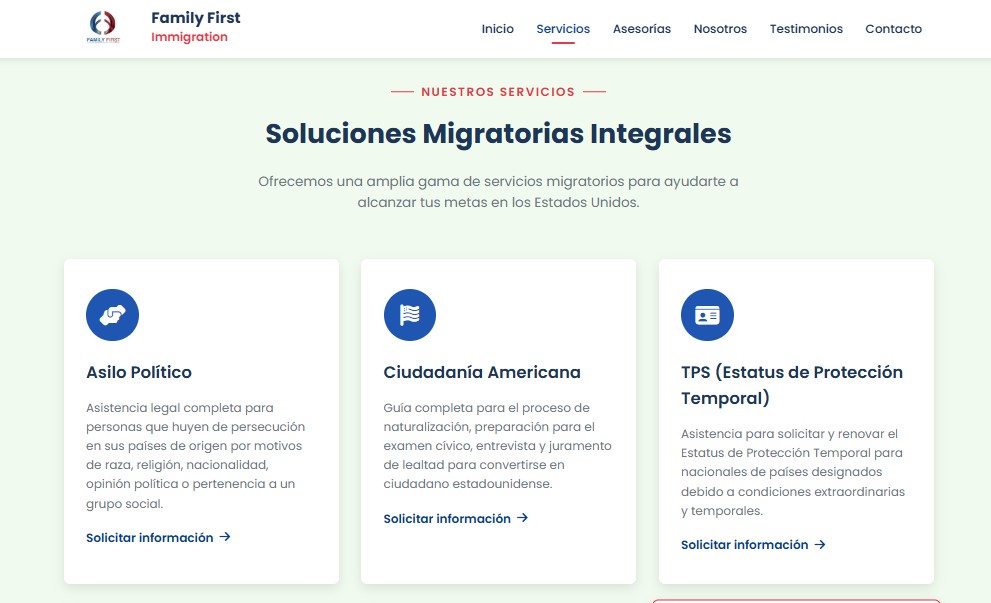 Family First
Immigration
FAMILY FIRST
Inicio Servicios Asesorías Nosotros Testimonios Contacto
NUESTROS SERVICIOS
Soluciones Migratorias Integrales
Ofrecemos una amplia gama de servicios migratorios para ayudarte a
alcanzar tus metas en los Estados Unidos.
Asilo Político
Asistencia legal completa para
personas que huyen de persecución
en sus países de origen por motivos
de raza, religión, nacionalidad,
opinión política o pertenencia a un
grupo social.
Solicitar información →
Ciudadanía Americana
Guía completa para el proceso de
naturalización, preparación para el
examen cívico, entrevista y juramento
de lealtad para convertirse en
ciudadano estadounidense.
Solicitar información →
TPS (Estatus de Protección
Temporal)
Asistencia para solicitar y renovar el
Estatus de Protección Temporal para
nacionales de países designados
debido a condiciones extraordinarias
y temporales.
Solicitar información →